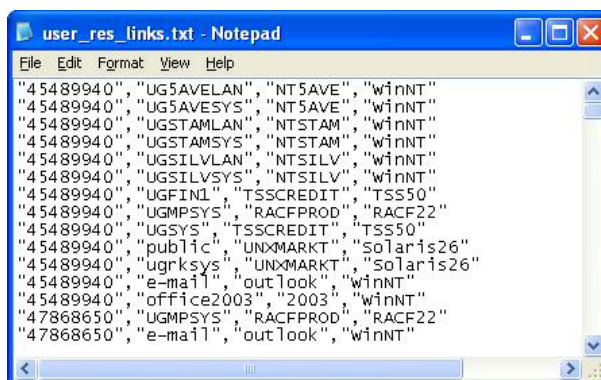 user_res_links.txt - Notepad
File Edit Format View Help
"45489940","UG5AVELAN","NT5AVE","WinNT"
"45489940","UG5AVESYS","NT5AVE","WinNT"
"45489940","UGSTAMLAN","NTSTAM","WinNT"
"45489940","UGSTAMSYS","NTSTAM","WinNT"
"45489940","UGSILVLAN","NTSILV","WinNT"
"45489940","UGSILVSYS","NTSILV","WinNT"
"45489940","UGFIN1","TSSCREDIT","TSS50"
"45489940","UGMPSYS","RACFPROD","RACF22"
"45489940","UGSYS","TSSCREDIT","TSS50"
"45489940","public","UNXMARKT","Solaris26"
"45489940","ugrksys","UNXMARKT","Solaris26"
"45489940","e-mail","outlook","WinNT"
"45489940","office2003","2003","WinNT"
"47868650","UGMPSYS","RACFPROD","RACF22"
"47868650","e-mail","outlook","WinNT"